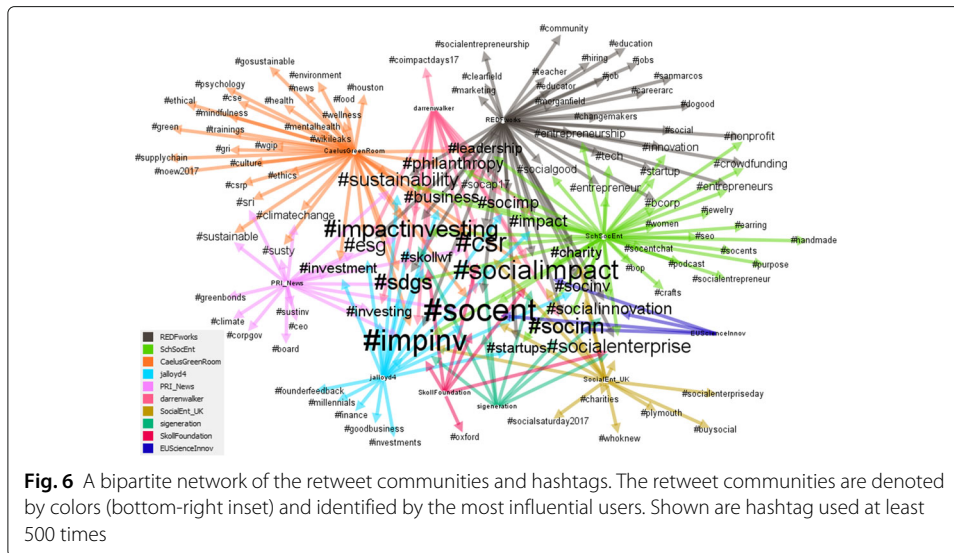 #community
#socialentrepreneurship
#education
#coimpactdays17
#hiring
#gosustainable
#clearfield
#teacher
#jobs
#psychology
#environment
#job
#sanmarcos
#news
#houston
#marketing
#educator
#careerarc
#ethical
#cse
#health
#food
#merganfield
#dogood
darrenwalker
#mindfulness
#wellness
REDFworks
#changemakers
#green
#trainings
#mentalhealth
#entrepreneurship
#social
#nonprofit
#wikileaks
#leadership
#innovation
#gri
#wgip
CaelusGreenRoom
#tech
#supplychain
#culture
#philanthropy
#socialgood
#startup
#crowdfunding
#noew2017
#ethics
#sustainability
#socap17
#entrepreneur
#entrepreneurs
#csrp
#business
#socimp
#bcorp
#sri
#jewelry
#climatechange
#impact
#women
#earring
#impactinvesting
#sustainable
#esg
#csr
SchSocEnt
#seo
#handmade
#susty
#skollwf
#charity
#socentchat
#socents
#investment
#socialimpact
#bop
#podcast
#purpose
PRI_News
#sdgs
#socinv
#socialentrepreneur
#crafts
#greenbonds
#sustinv
#investing
#socent
#socialinnovation
#climate
#ceo
#socinn
EUScienceInnov
#corpgov
#impinv
#board
#startups
#socialenterprise
jalloyd4
SocialEnt_UK
#founderfeedback
SkollFoundation
#charities
#socialenterpriseday
#millennials
sigeneration
#finance
#socialsaturday2017
#plymouth
#goodbusiness
#buysocial
#investments
#oxford
#whoknew
REDFworks
SchSocEnt
CaelusGreenRoom
jalloyd4
PRI_News
darrenwalker
SocialEnt_UK
sigeneration
SkollFoundation
EUScienceInnov
Fig. 6 A bipartite network of the retweet communities and hashtags. The retweet communities are denoted
by colors (bottom-right inset) and identified by the most influential users. Shown are hashtag used at least
500 times